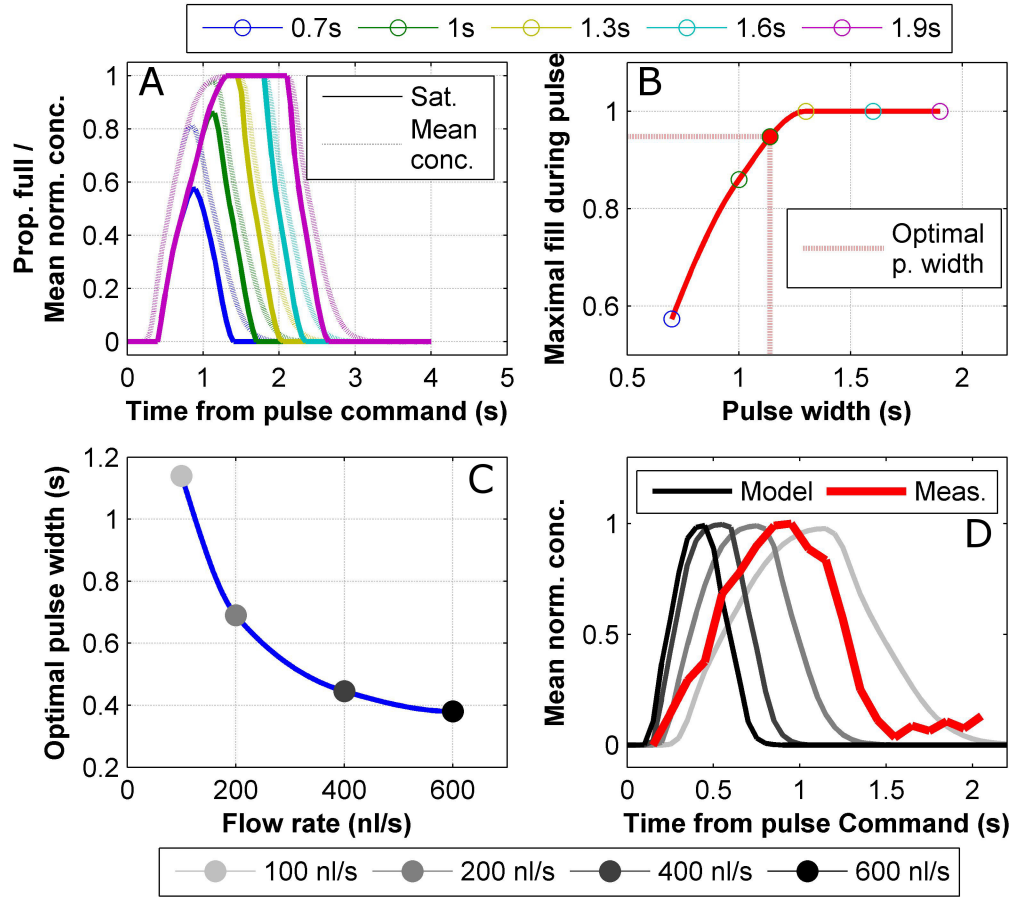 0.7s 1s 1.3s 1.6s 1.9s
A
Sat.
Mean
conc.
Prop. full /
Mean norm. conc.
1
0.8
0.6
0.4
0.2
0
0 1 2 3 4 5
Time from pulse command (s)
B
Maximal fill during pulse
1
0.8
0.6
Optimal
p. width
0.5 1 1.5 2
Pulse width (s)
C
Optimal pulse width (s)
1.2
1
0.8
0.6
0.4
0.2
0 200 400 600
Flow rate (nl/s)
Model Meas.
D
Mean norm. conc.
1
0.5
0
0 0.5 1 1.5 2
Time from pulse Command (s)
100 nl/s 200 nl/s 400 nl/s 600 nl/s